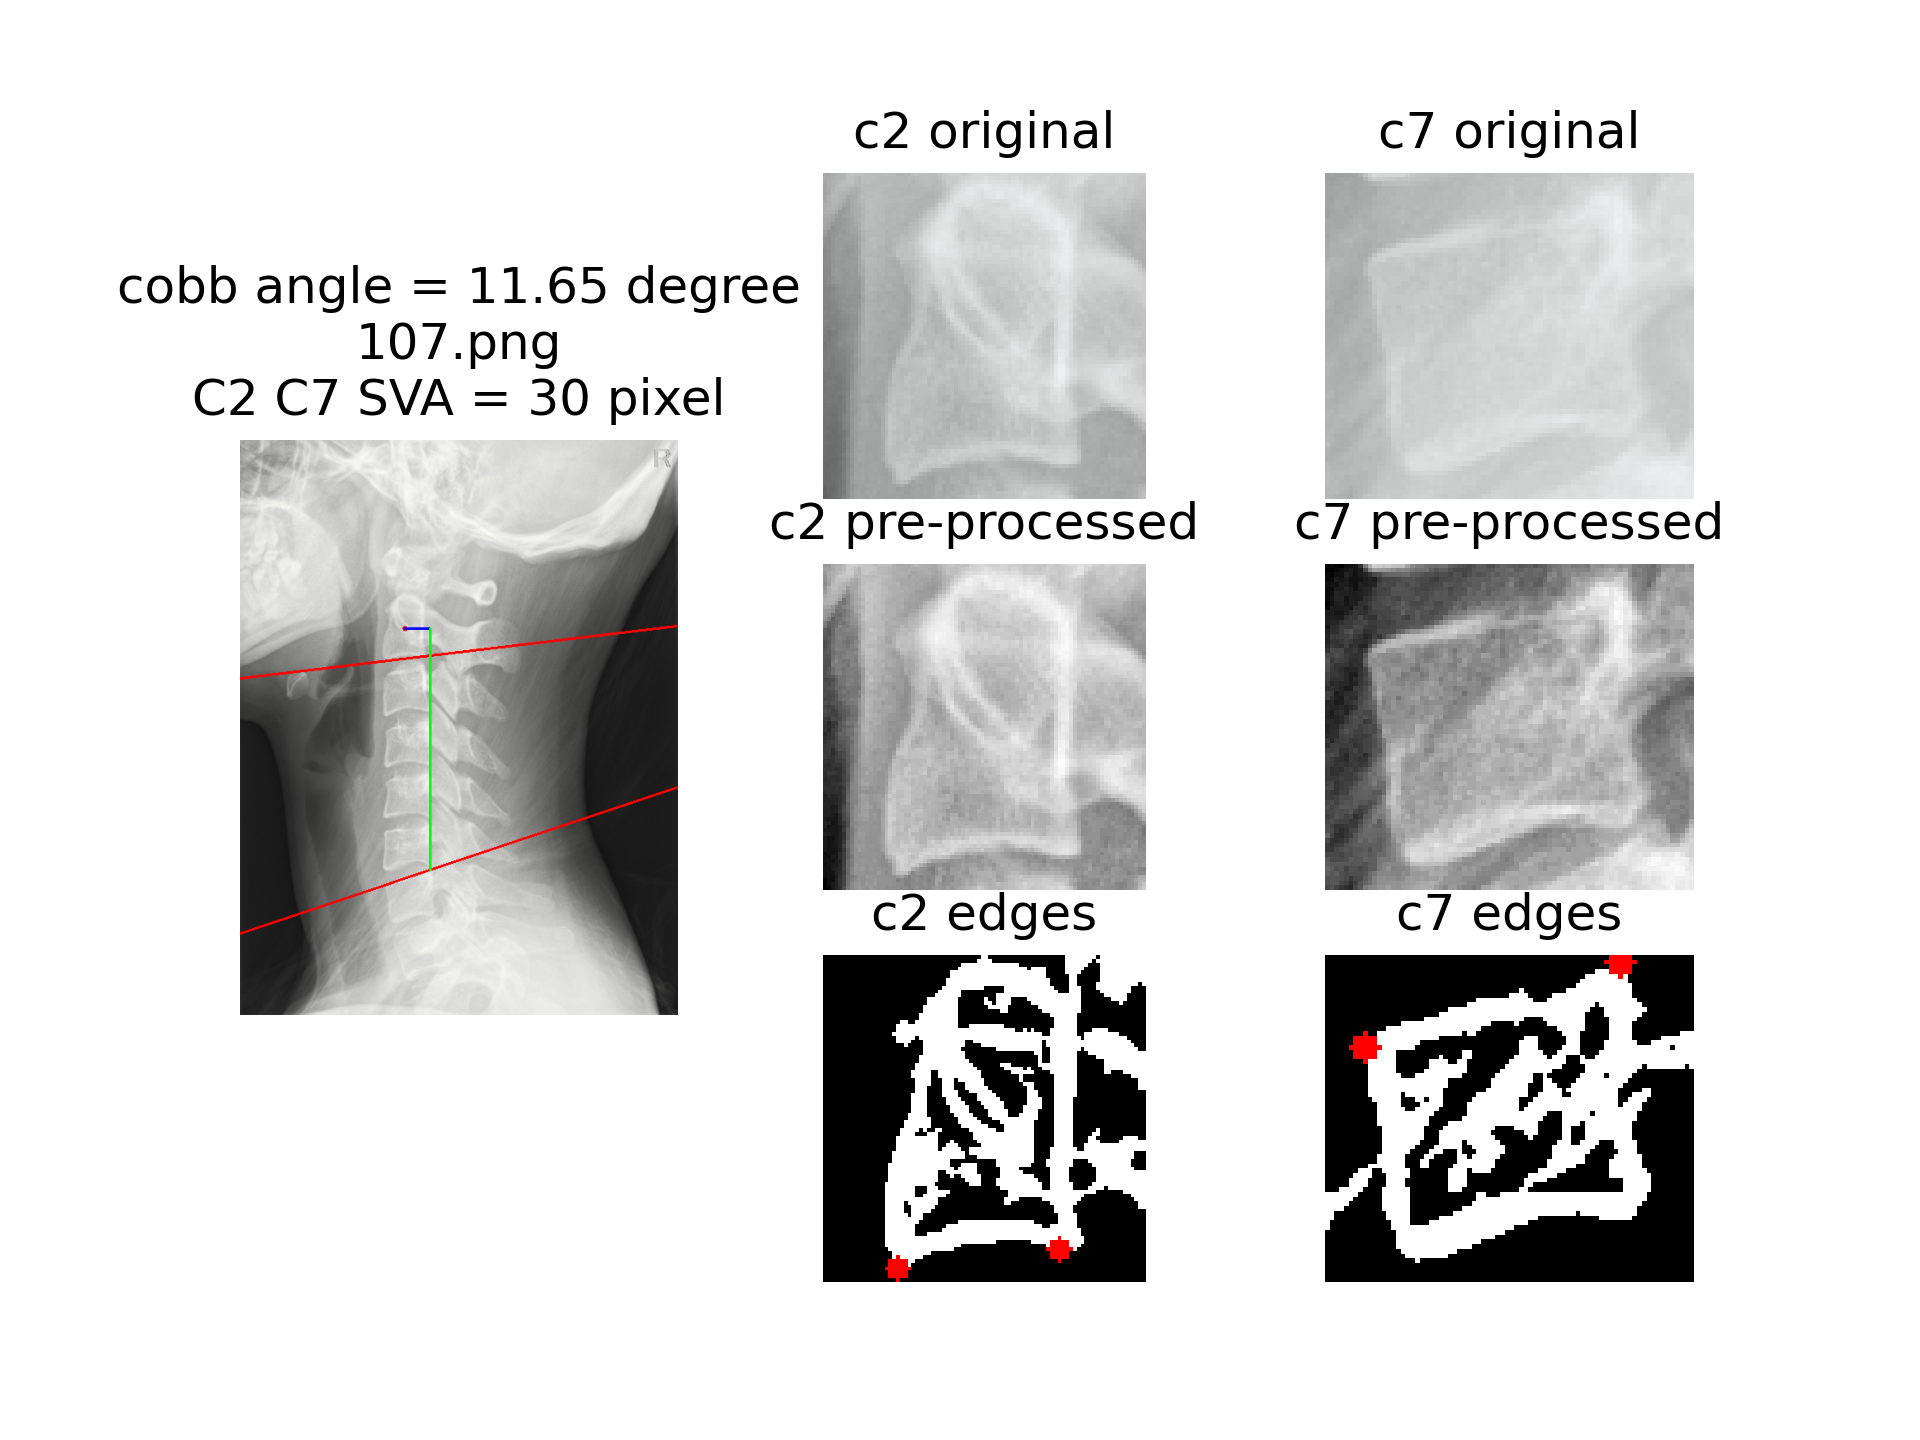 cobb angle = 11.65 degree
107.png
C2 C7 SVA = 30 pixel
R
c2 original
c7 original
c2 pre-processed
c7 pre-processed
c2 edges
c7 edges